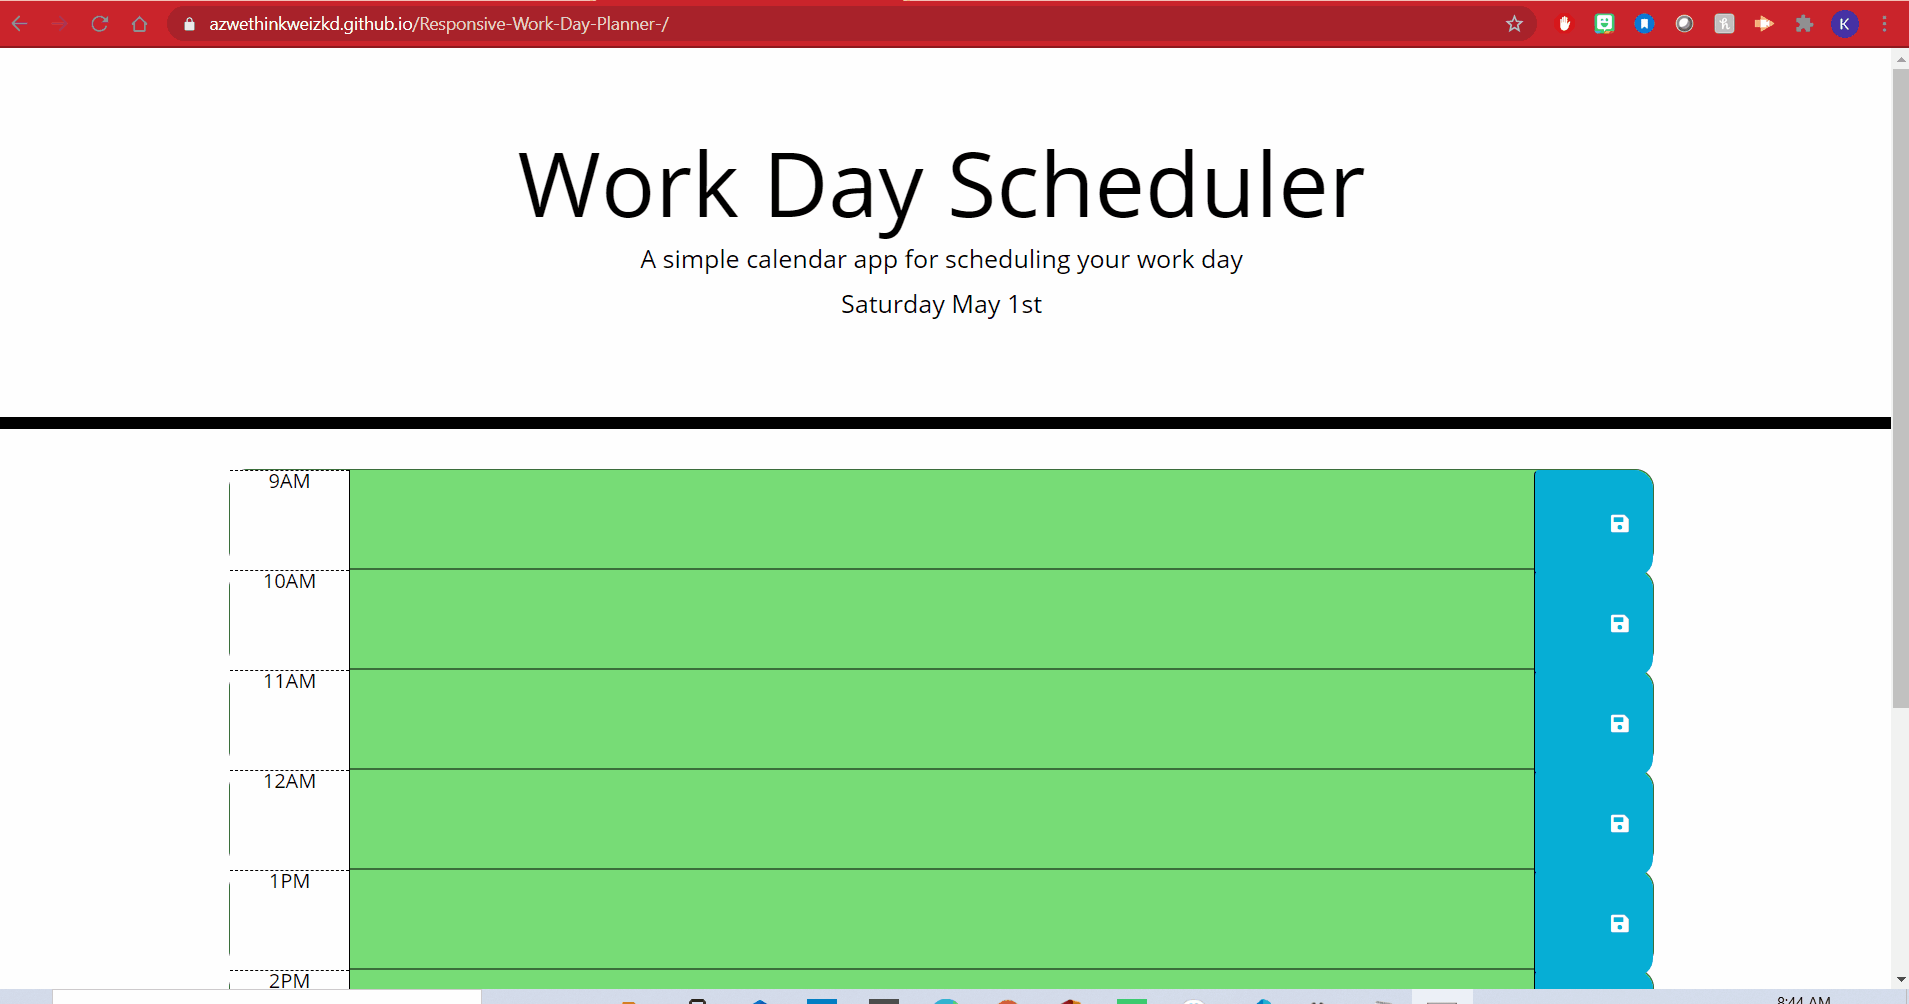 azwethinkweizkd.github.io/Responsive-Work-Day-Planner-/
K
Work Day Scheduler
A simple calendar app for scheduling your work day
Saturday May 1st
9AM
10AM
11AM
12AM
1PM
2PM
8:44 AM